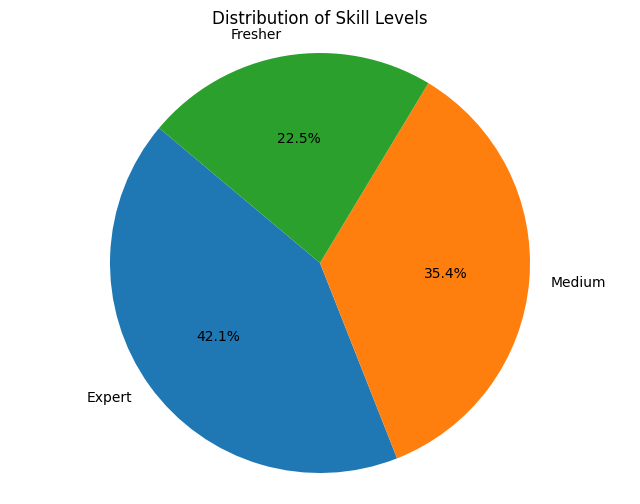 Distribution of Skill Levels
Fresher
22.5%
35.4%
Medium
42.1%
Expert